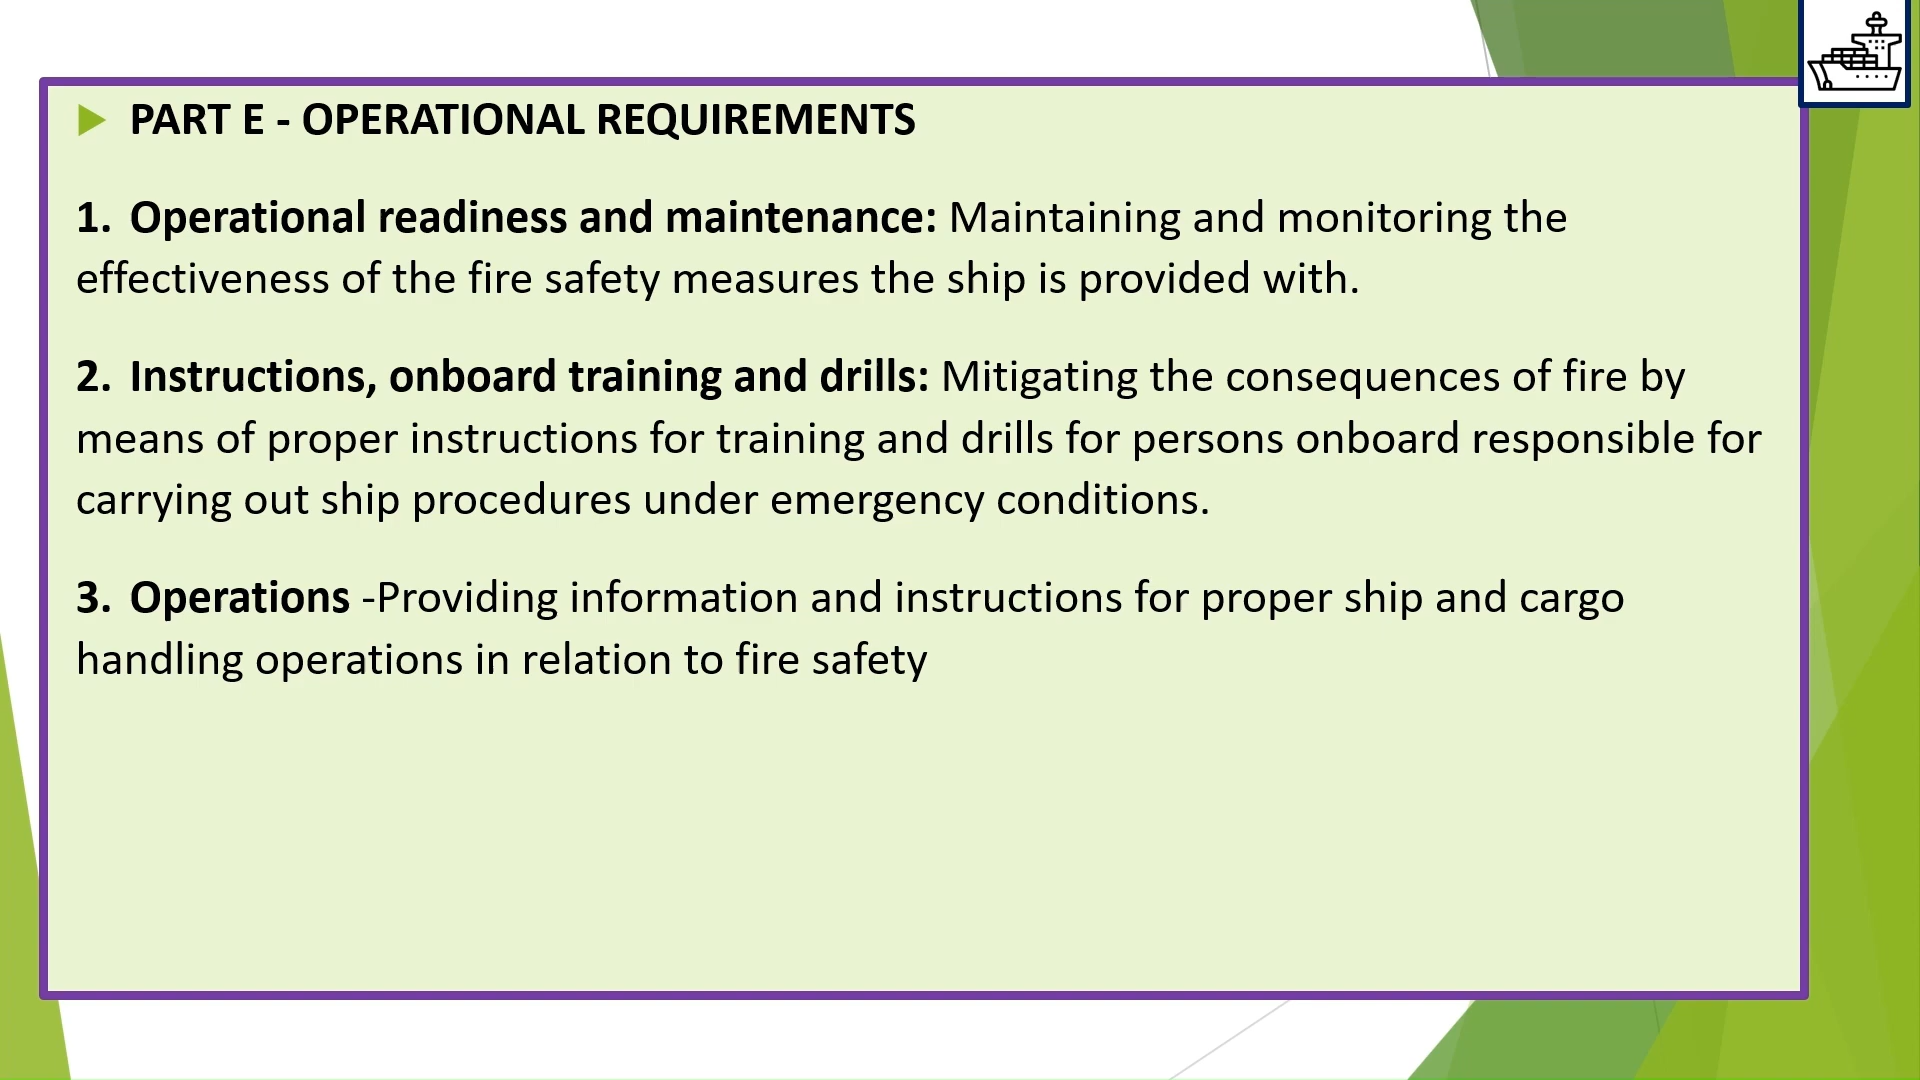 PART E - OPERATIONAL REQUIREMENTS
1. Operational readiness and maintenance: Maintaining and monitoring the
effectiveness of the fire safety measures the ship is provided with.
2. Instructions, onboard training and drills: Mitigating the consequences of fire by
means of proper instructions for training and drills for persons onboard responsible for
carrying out ship procedures under emergency conditions.
3. Operations -Providing information and instructions for proper ship and cargo
handling operations in relation to fire safety